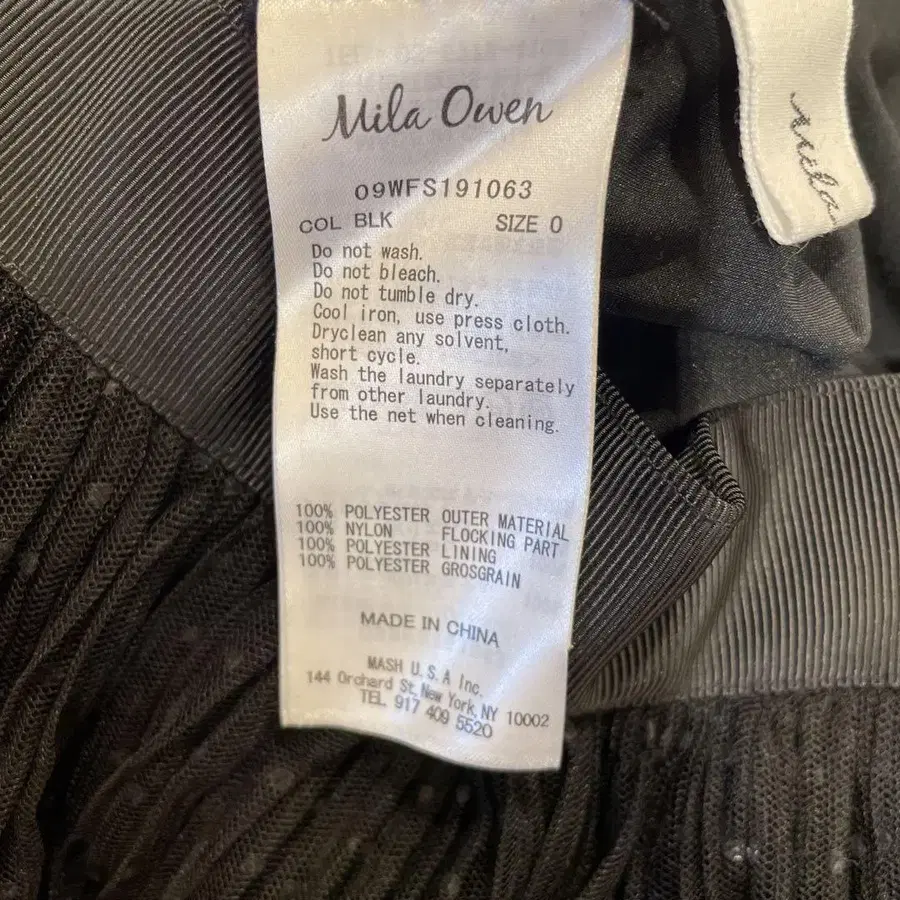 Mila Owen
09WFS191063
COL BLK SIZE 0
Do not wash.
Do not bleach.
Do not tumble dry.
Cool iron, use press cloth.
Dryclean any solvent,
short cycle.
Wash the laundry separately
from other laundry.
Use the net when cleaning.
100% POLYESTER OUTER MATERIAL
100% NYLON FLOCKING PART
100% POLYESTER LINING
100% POLYESTER GROSGRAIN
MADE IN CHINA
MASH U.S.A Inc.
144 Orchard St, New York, NY 10002
TEL 917 409 5520
mila